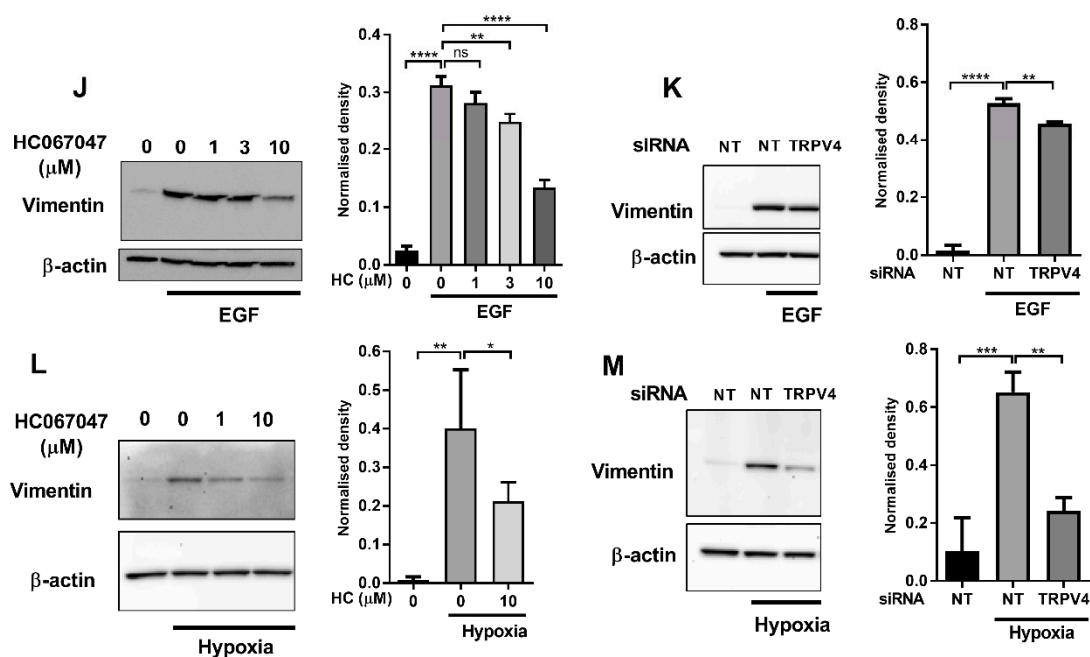 J
HC067047
(µM)
0 0 1 3 10
Vimentin
β-actin
EGF
Normalised density
0.4
0.3
0.2
0.1
0.0
**** ns ** ****
HC (µM) 0 0 1 3 10
EGF
K
siRNA NT NT TRPV4
Vimentin
β-actin
EGF
Normalised density
0.8
0.6
0.4
0.2
0.0
**** **
siRNA NT NT TRPV4
EGF
L
HC067047
(µM)
0 0 1 10
Vimentin
β-actin
Hypoxia
Normalised density
0.6
0.5
0.4
0.3
0.2
0.1
0.0
** *
HC (µM) 0 0 10
Hypoxia
M
siRNA NT NT TRPV4
Vimentin
β-actin
Hypoxia
Normalised density
0.8
0.6
0.4
0.2
0.0
*** **
siRNA NT NT TRPV4
Hypoxia